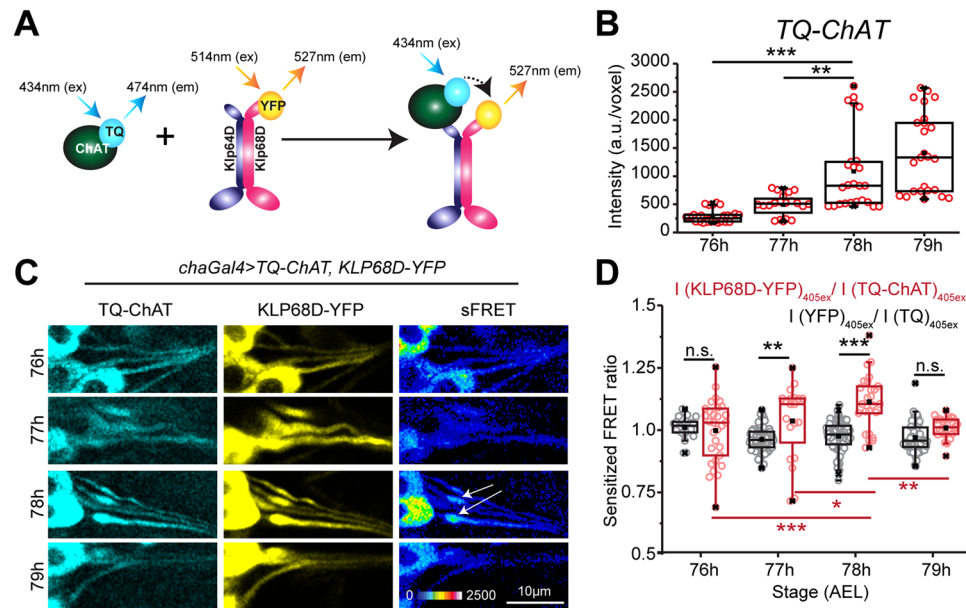 A
434nm (ex)
474nm (em)
TQ
ChAT
+
514nm (ex)
527nm (em)
YFP
Klp64D
Klp68D
434nm (ex)
527nm (em)
B
TQ-ChAT
***
**
Intensity (a.u./voxel)
3000
2500
2000
1500
1000
500
0
76h
77h
78h
79h
C
chaGal4>TQ-ChAT, KLP68D-YFP
TQ-ChAT
KLP68D-YFP
sFRET
76h
77h
78h
79h
0
2500
10µm
D
I (KLP68D-YFP)405ex/ I (TQ-ChAT)405ex
I (YFP)405ex/ I (TQ)405ex
Sensitized FRET ratio
1.5
1.25
1.0
0.75
0.5
n.s.
**
***
n.s.
**
*
***
76h
77h
78h
79h
Stage (AEL)